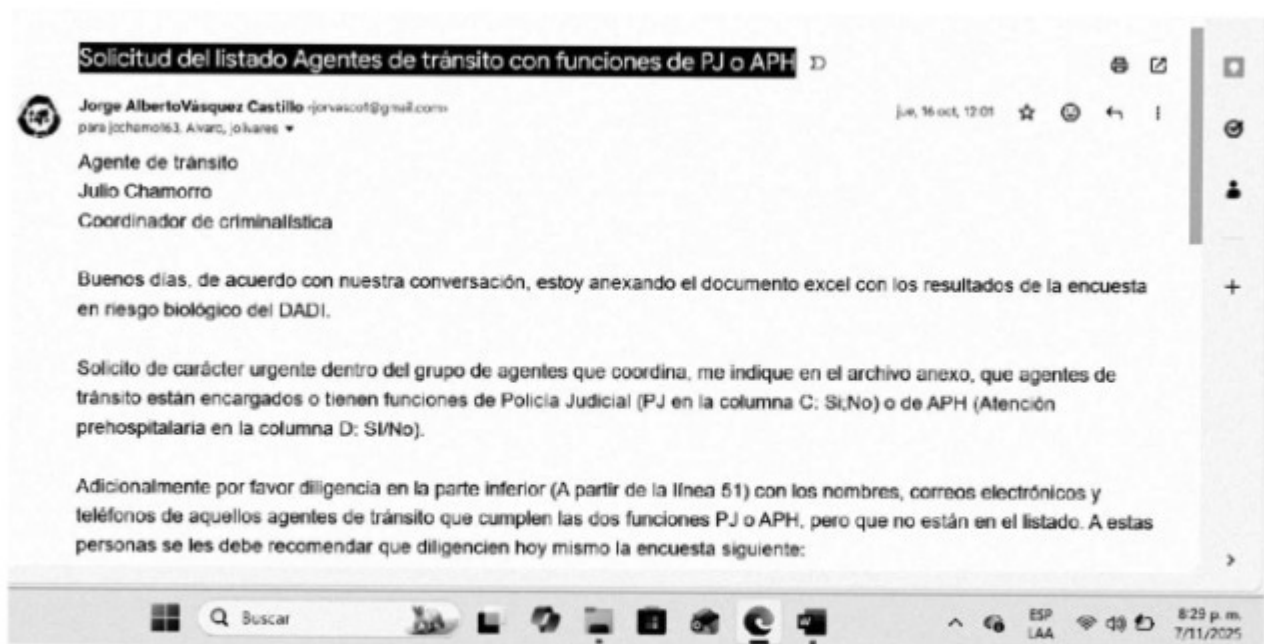 Solicitud del listado Agentes de tránsito con funciones de PJ o APH
Jorge AlbertoVásquez Castillo <jorvascot@gmail.com>
jue, 16 oct, 12:01
para jochamol63, Alvaro, jolivares
Agente de tránsito
Julio Chamorro
Coordinador de criminalística
Buenos días, de acuerdo con nuestra conversación, estoy anexando el documento excel con los resultados de la encuesta
en riesgo biológico del DADI.
Solicito de carácter urgente dentro del grupo de agentes que coordina, me indique en el archivo anexo, que agentes de
tránsito están encargados o tienen funciones de Policía Judicial (PJ en la columna C: Si;No) o de APH (Atención
prehospitalaria en la columna D: SI/No).
Adicionalmente por favor diligencia en la parte inferior (A partir de la línea 51) con los nombres, correos electrónicos y
teléfonos de aquellos agentes de tránsito que cumplen las dos funciones PJ o APH, pero que no están en el listado. A estas
personas se les debe recomendar que diligencien hoy mismo la encuesta siguiente:
Buscar
ESP
LAA
8:29 p. m.
7/11/2025